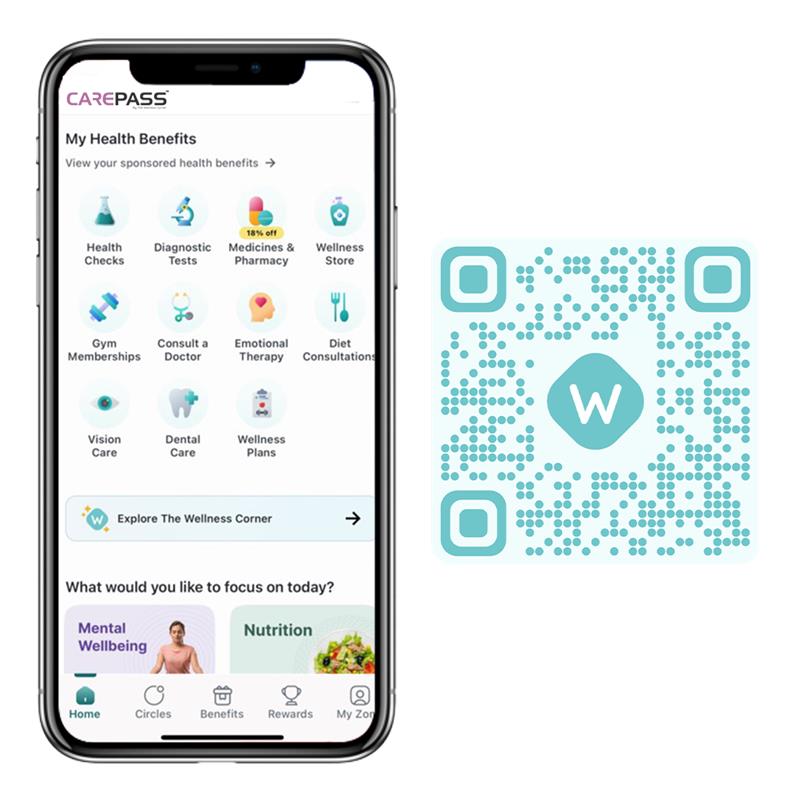 CAREPASS
My Health Benefits
View your sponsored health benefits →
18% off
Health
Checks
Diagnostic
Tests
Medicines &
Pharmacy
Wellness
Store
Gym
Memberships
Consult a
Doctor
Emotional
Therapy
Diet
Consultations
Vision
Care
Dental
Care
Wellness
Plans
W
Explore The Wellness Corner →
What would you like to focus on today?
Mental
Wellbeing
Nutrition
Home
Circles
Benefits
Rewards
My Zon
W